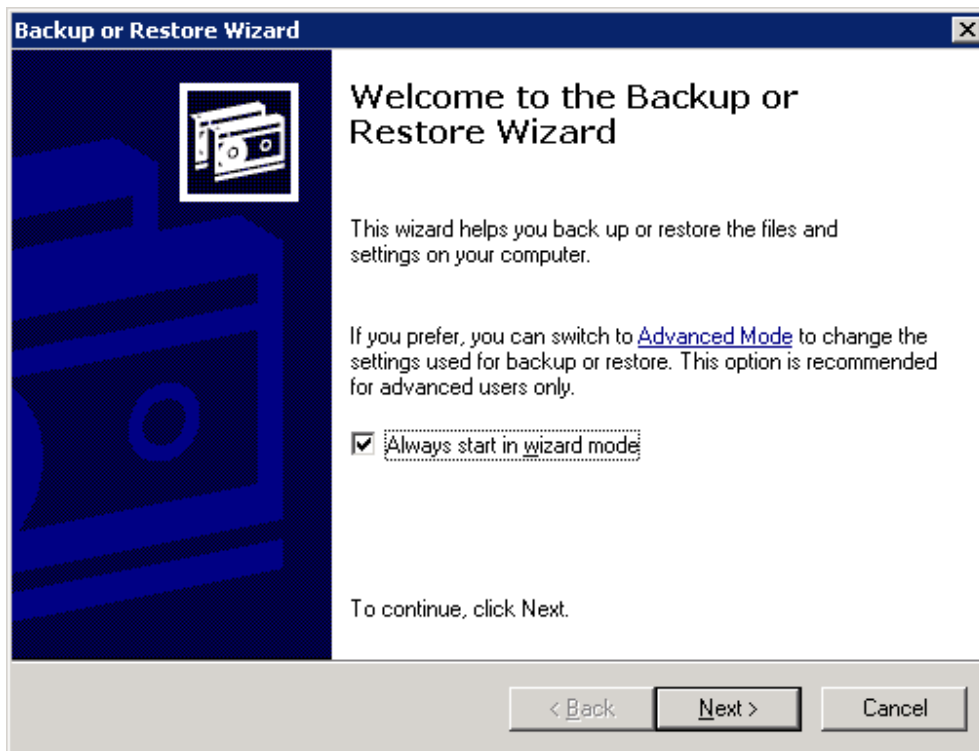 Backup or Restore Wizard
Welcome to the Backup or
Restore Wizard
This wizard helps you back up or restore the files and
settings on your computer.
If you prefer, you can switch to Advanced Mode to change the
settings used for backup or restore. This option is recommended
for advanced users only.
Always start in wizard mode
To continue, click Next.
< Back
Next >
Cancel